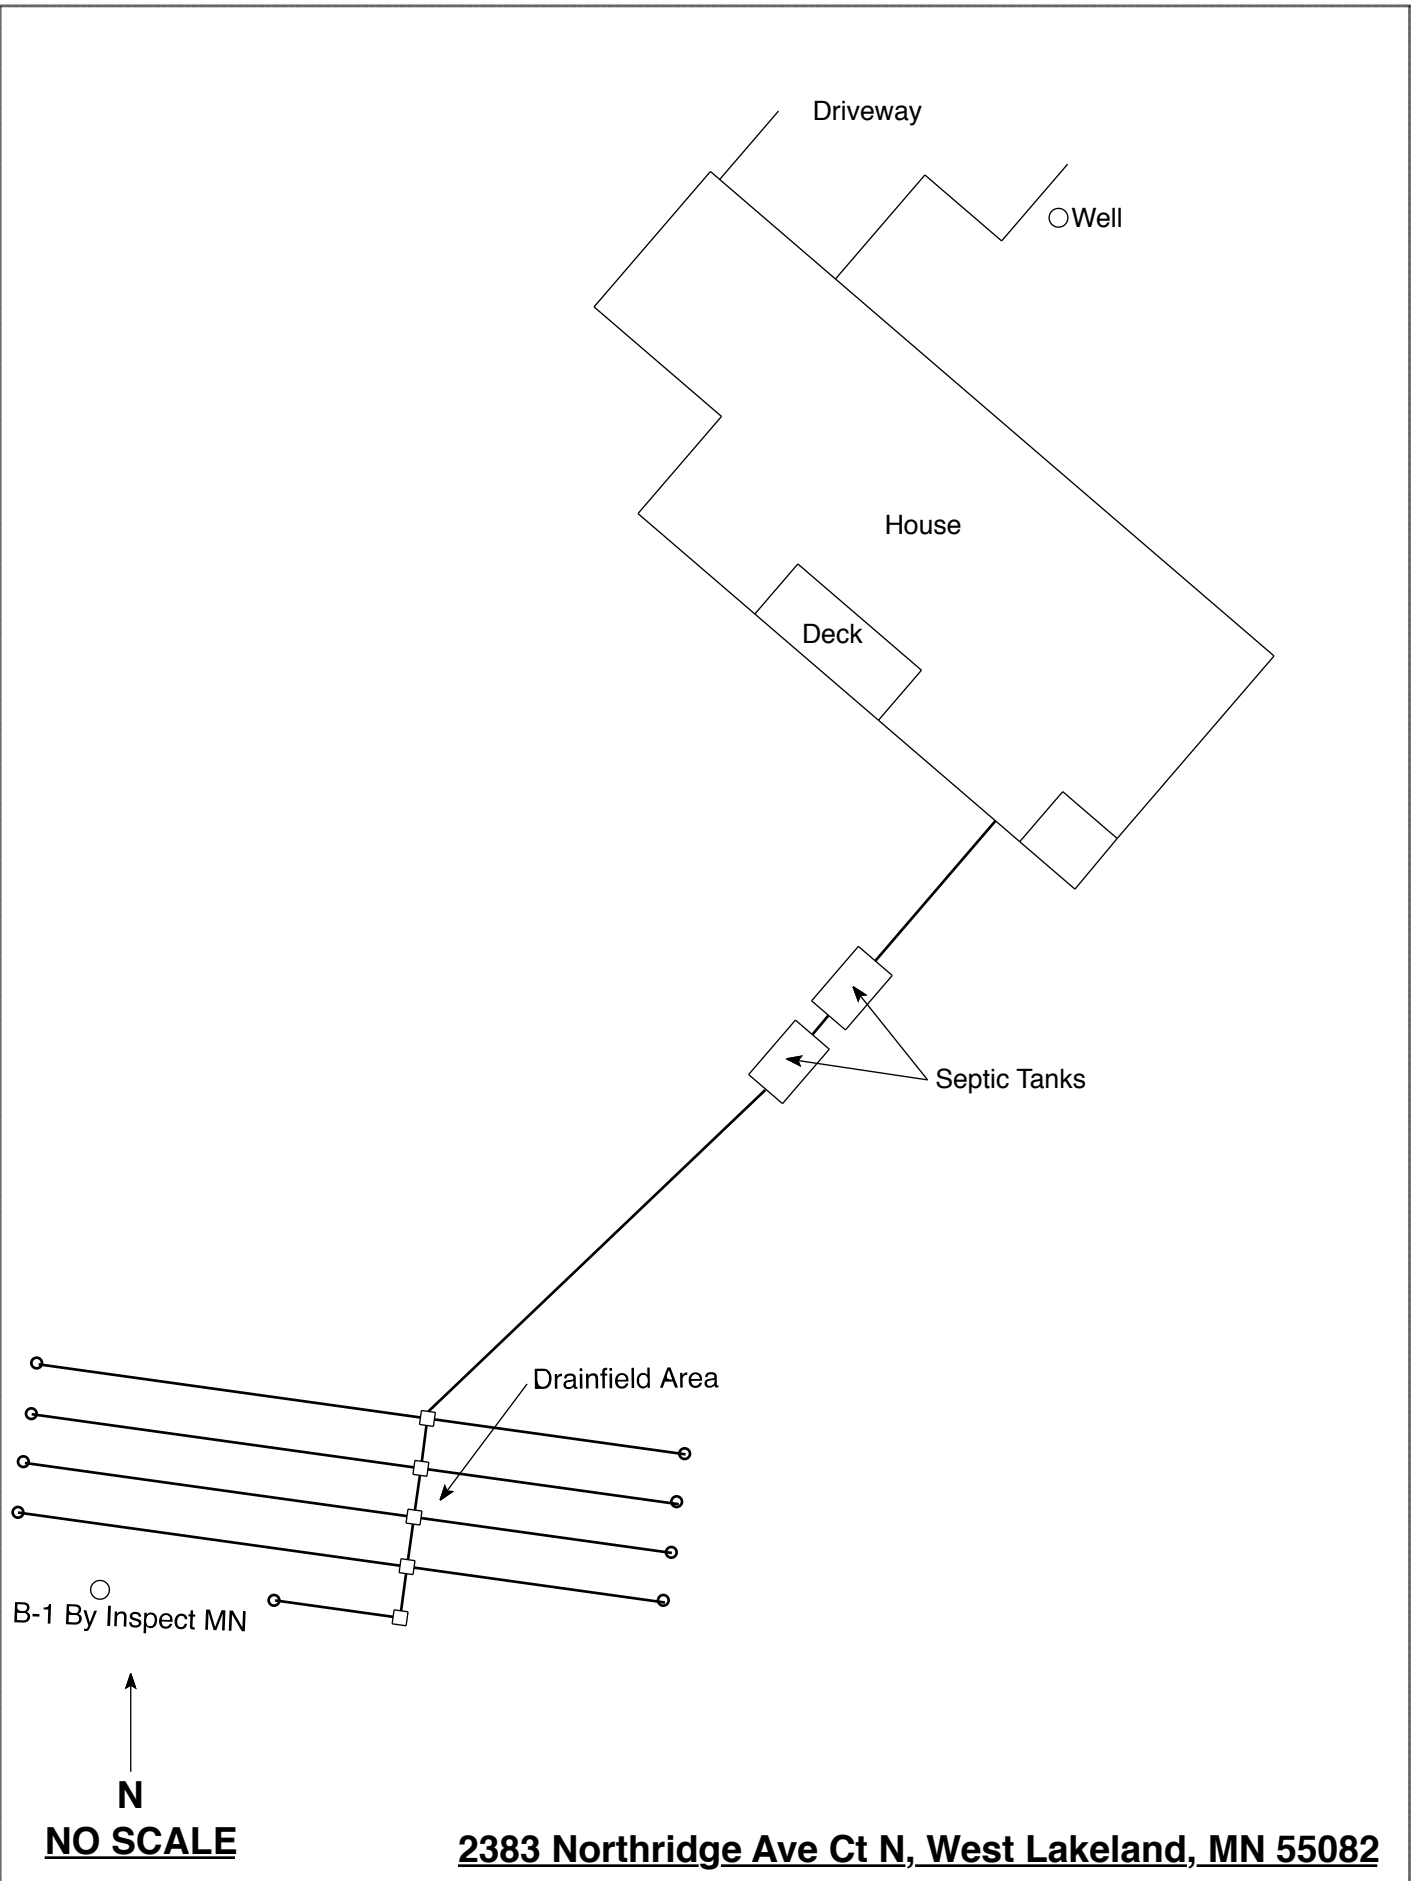 Driveway
Well
House
Deck
Septic Tanks
Drainfield Area
B-1 By Inspect MN
N
NO SCALE
2383 Northridge Ave Ct N, West Lakeland, MN 55082